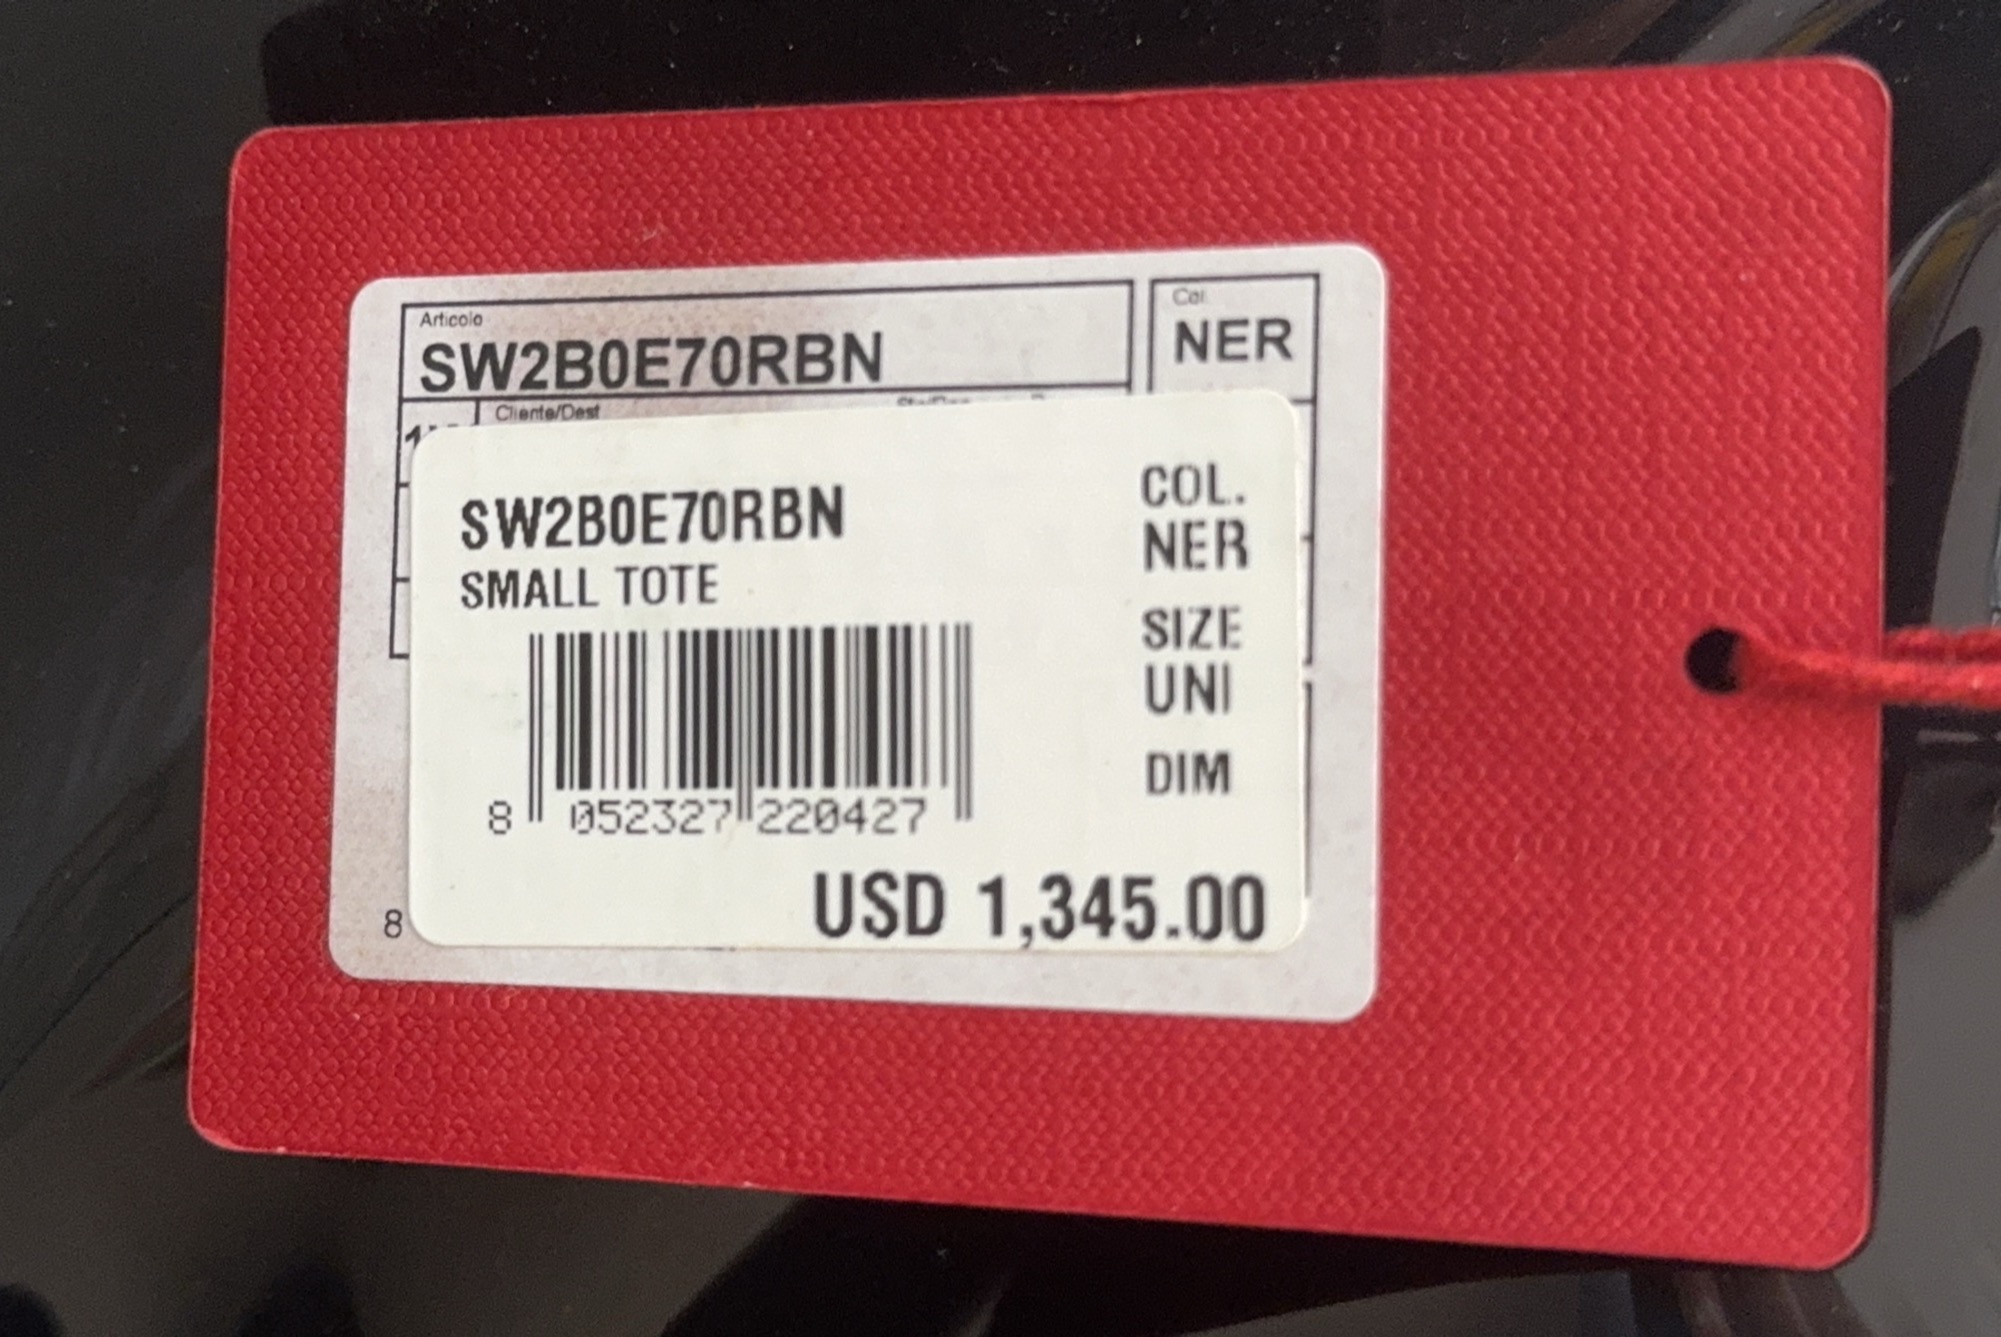 Articolo
SW2B0E70RBN
Col.
NER
Cliente/Dest
SW2B0E70RBN
SMALL TOTE
COL.
NER
SIZE
UNI
DIM
8 052327 220427
USD 1,345.00
8